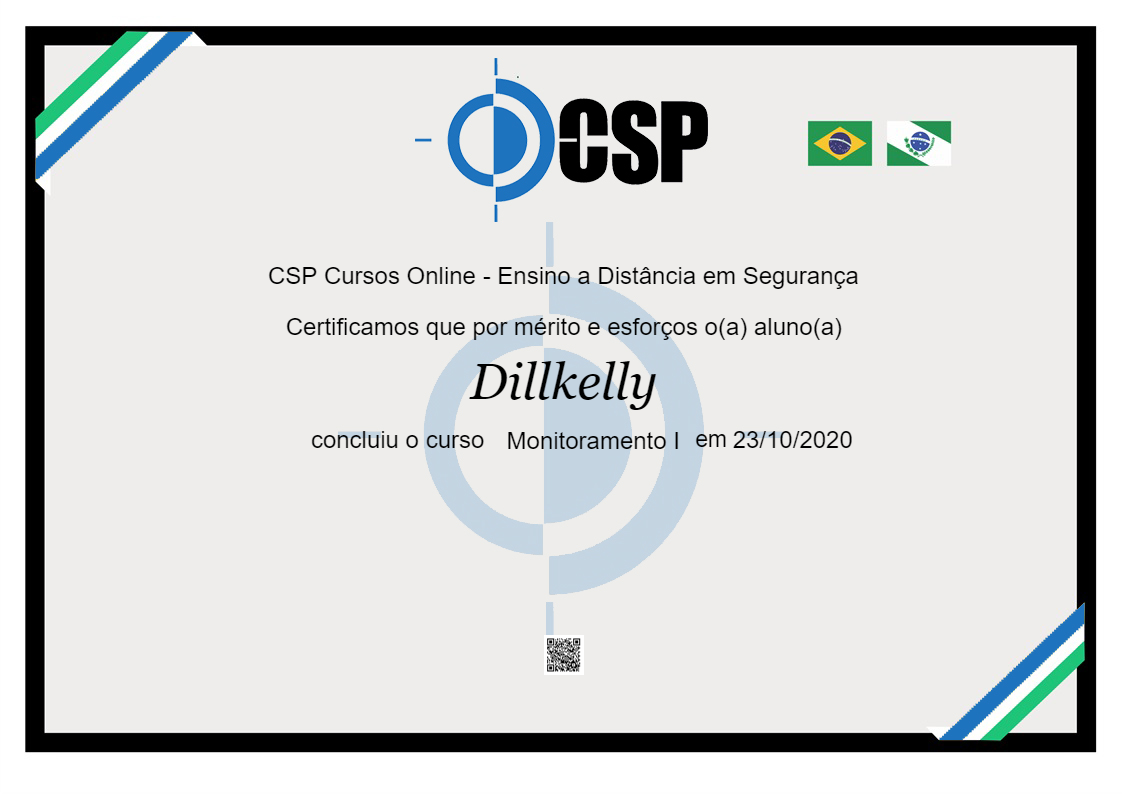 CSP
CSP Cursos Online - Ensino a Distância em Segurança
Certificamos que por mérito e esforços o(a) aluno(a)
Dillkelly
concluiu o curso Monitoramento I em 23/10/2020